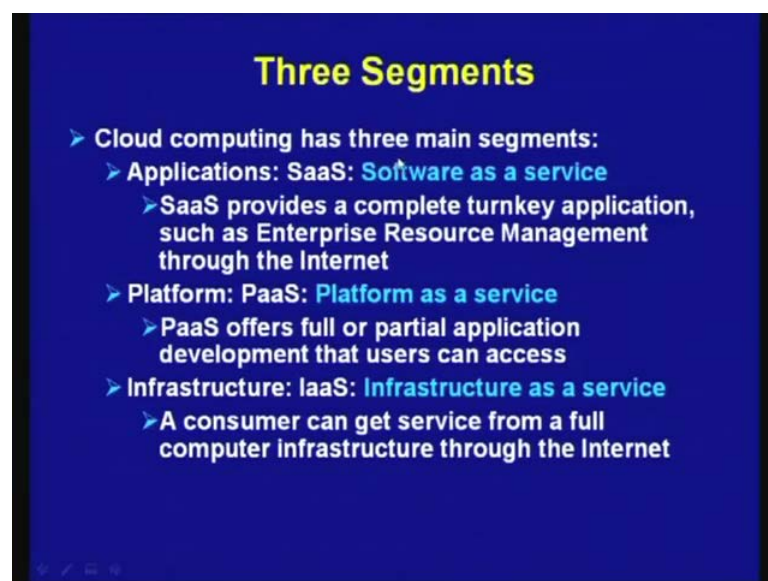 Three Segments
Cloud computing has three main segments:
Applications: SaaS: Software as a service
SaaS provides a complete turnkey application,
such as Enterprise Resource Management
through the Internet
Platform: PaaS: Platform as a service
PaaS offers full or partial application
development that users can access
Infrastructure: IaaS: Infrastructure as a service
A consumer can get service from a full
computer infrastructure through the Internet